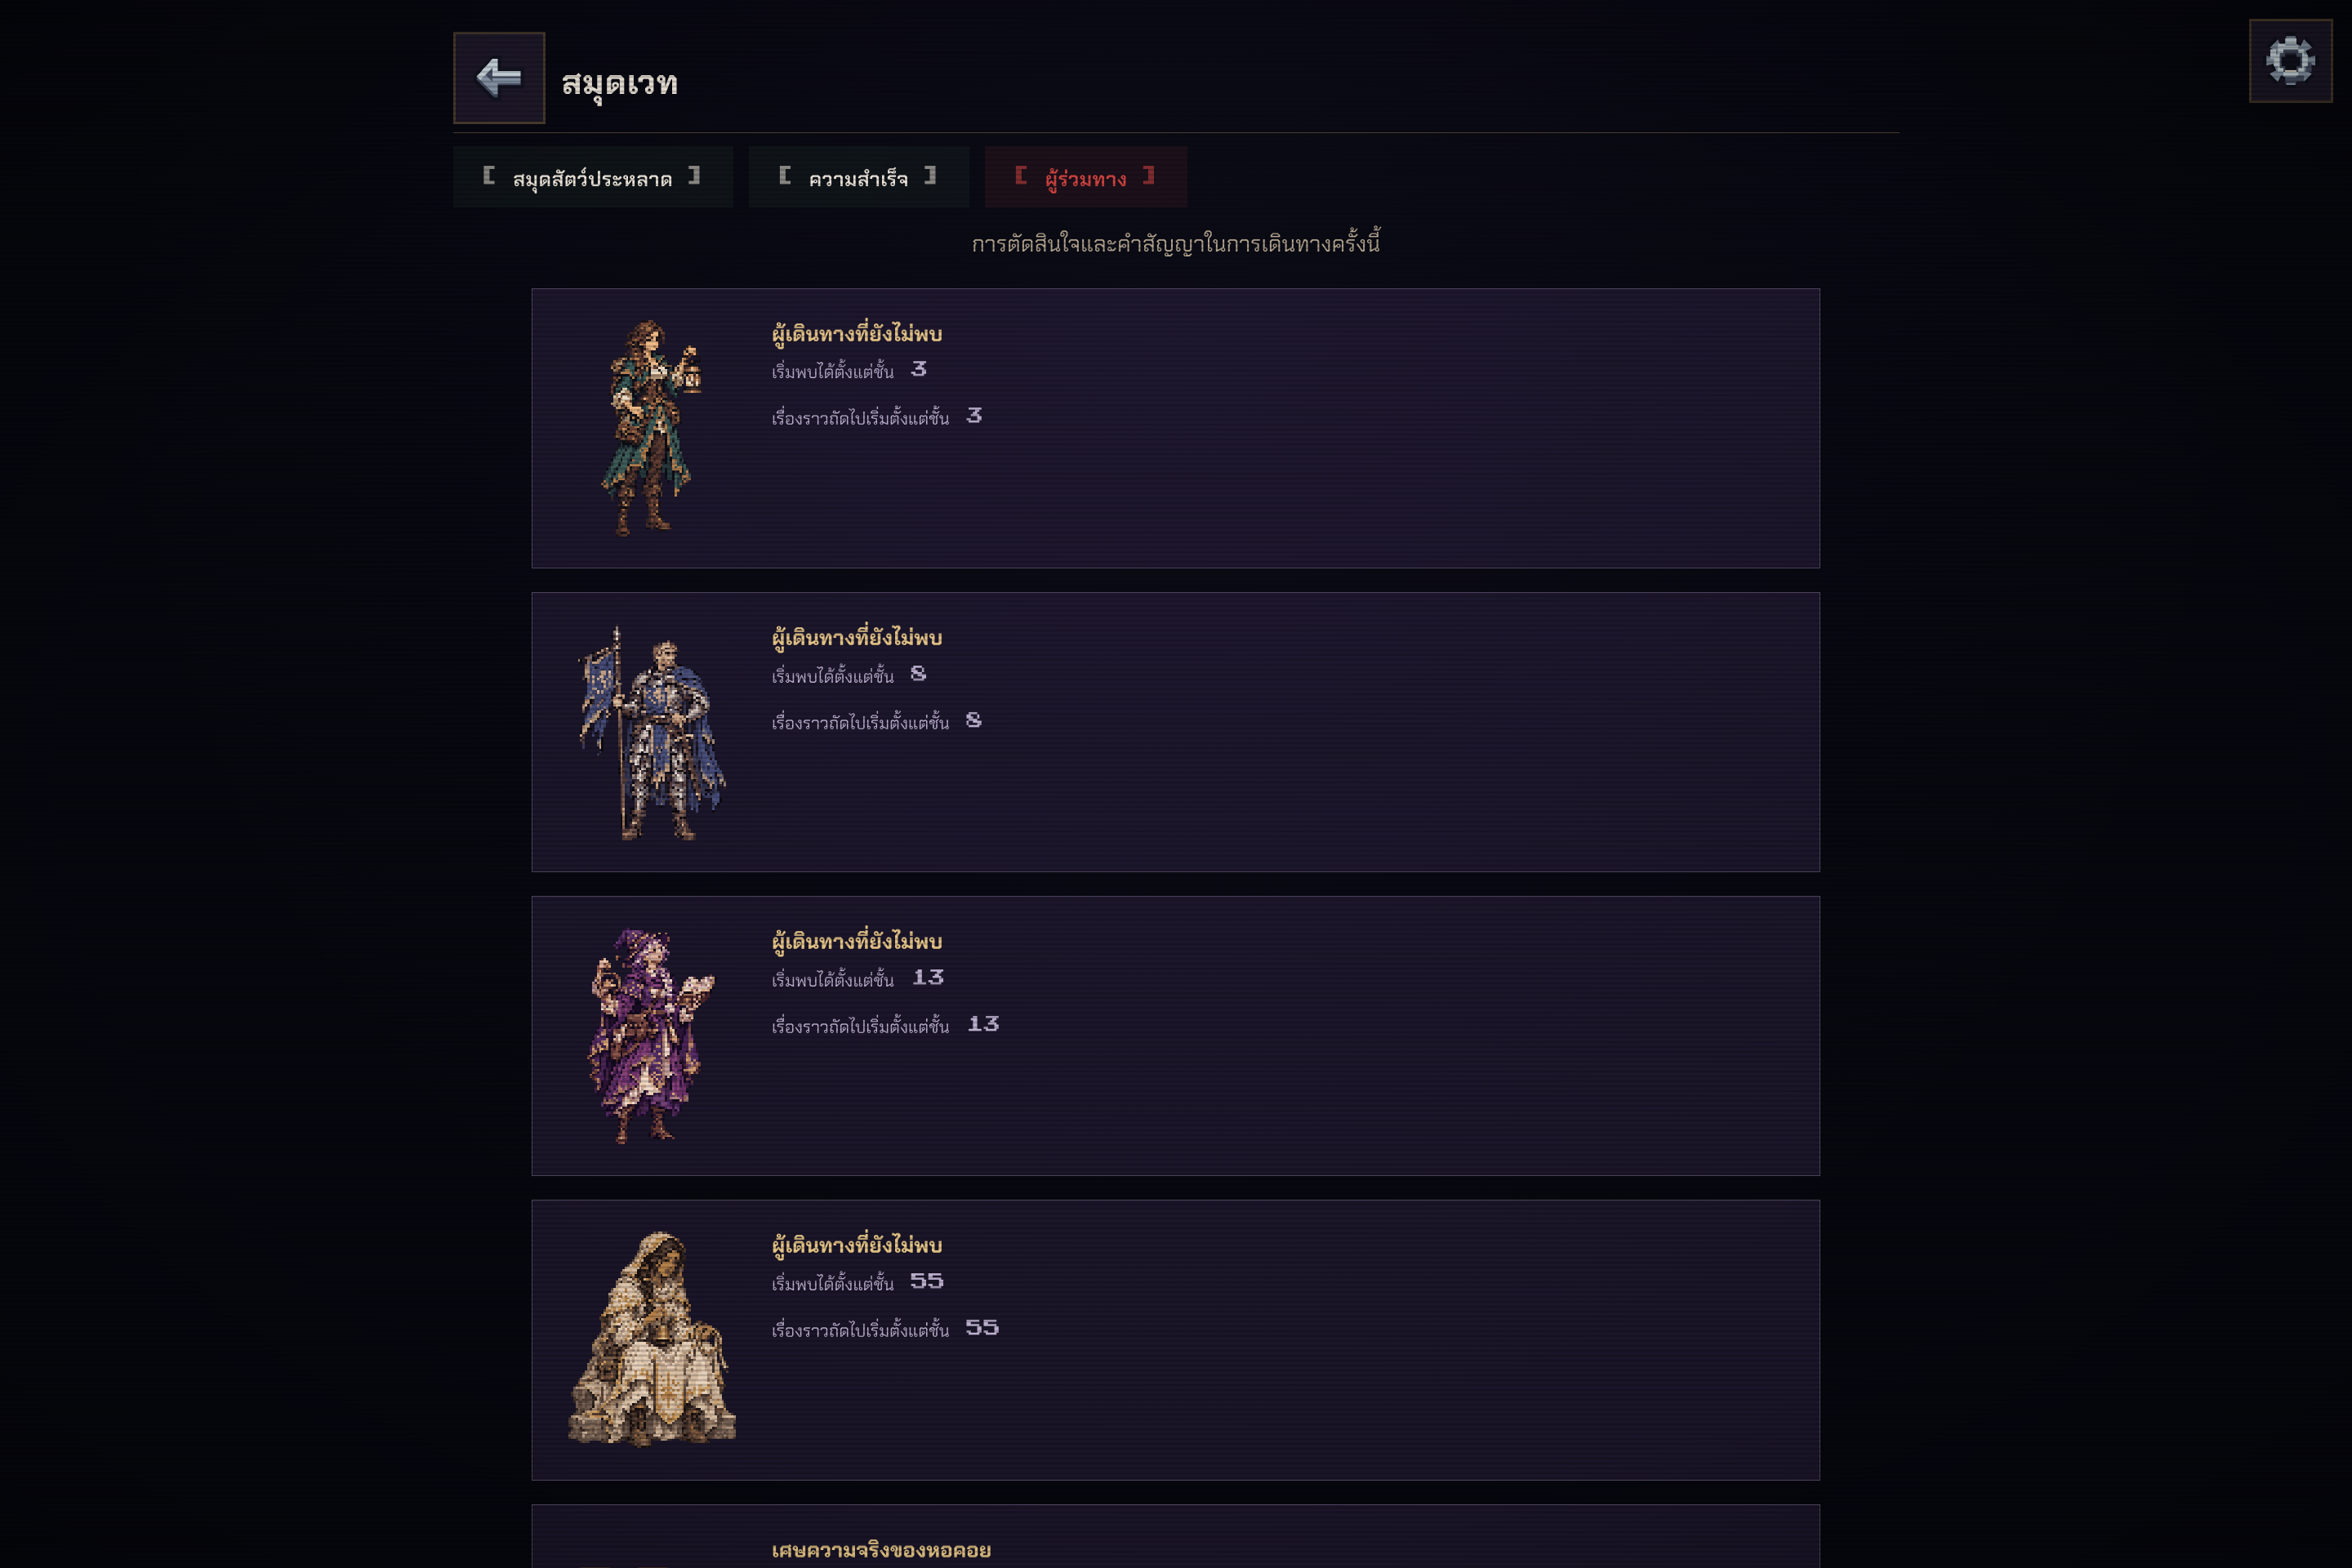 สมุดเวท
[ สมุดสัตว์ประหลาด ] [ ความสำเร็จ ] [ ผู้ร่วมทาง ]
การตัดสินใจและคำสัญญาในการเดินทางครั้งนี้
ผู้เดินทางที่ยังไม่พบ
เริ่มพบได้ตั้งแต่ชั้น 3
เรื่องราวถัดไปเริ่มตั้งแต่ชั้น 3
ผู้เดินทางที่ยังไม่พบ
เริ่มพบได้ตั้งแต่ชั้น 8
เรื่องราวถัดไปเริ่มตั้งแต่ชั้น 8
ผู้เดินทางที่ยังไม่พบ
เริ่มพบได้ตั้งแต่ชั้น 13
เรื่องราวถัดไปเริ่มตั้งแต่ชั้น 13
ผู้เดินทางที่ยังไม่พบ
เริ่มพบได้ตั้งแต่ชั้น 55
เรื่องราวถัดไปเริ่มตั้งแต่ชั้น 55
เศษความจริงของหอคอย